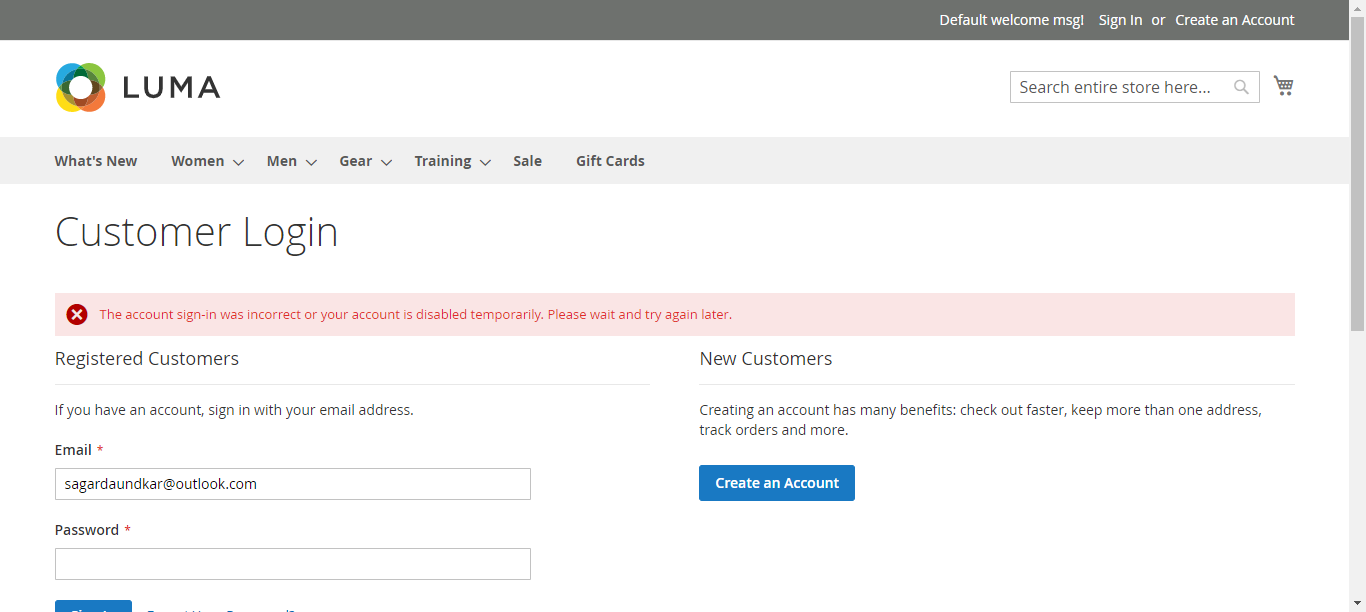 Default welcome msg! Sign In or Create an Account
LUMA
Search entire store here...
What's New Women Men Gear Training Sale Gift Cards
Customer Login
The account sign-in was incorrect or your account is disabled temporarily. Please wait and try again later.
Registered Customers
If you have an account, sign in with your email address.
Email *
sagardaundkar@outlook.com
Password *
New Customers
Creating an account has many benefits: check out faster, keep more than one address,
track orders and more.
Create an Account